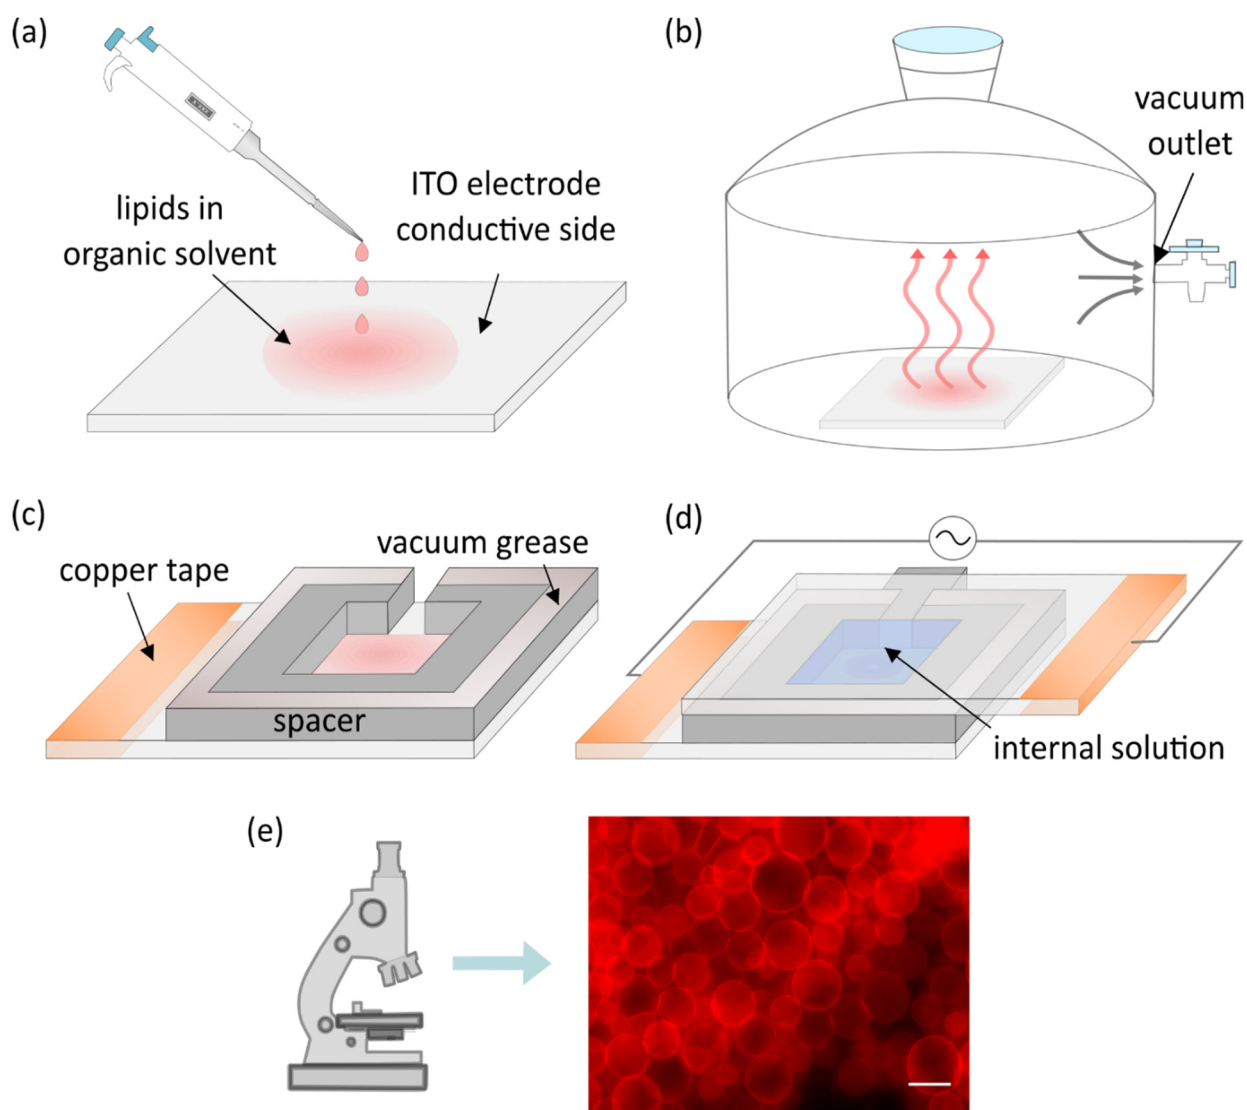 (a)
lipids in
organic solvent
ITO electrode
conductive side
(b)
vacuum
outlet
(c)
copper tape
vacuum grease
spacer
(d)
internal solution
(e)